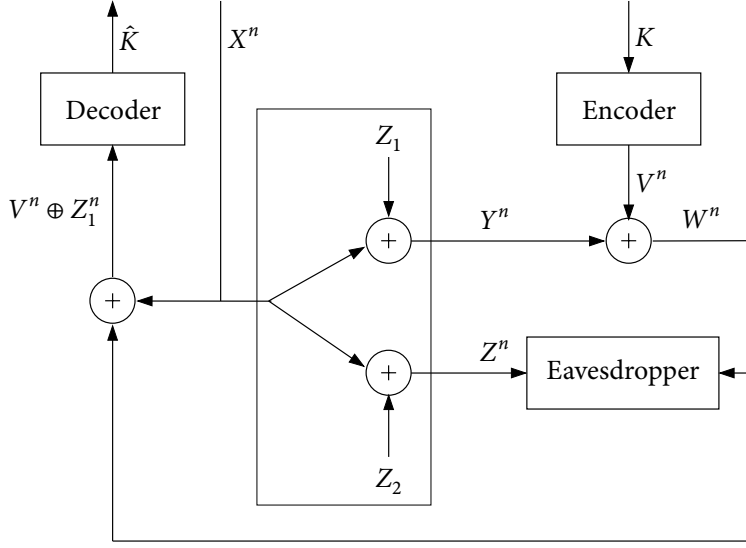 K̂
Xⁿ
K
Decoder
Encoder
Z₁
Vⁿ ⊕ Z₁ⁿ
Vⁿ
Yⁿ
Wⁿ
+
+
+
Zⁿ
Eavesdropper
+
Z₂